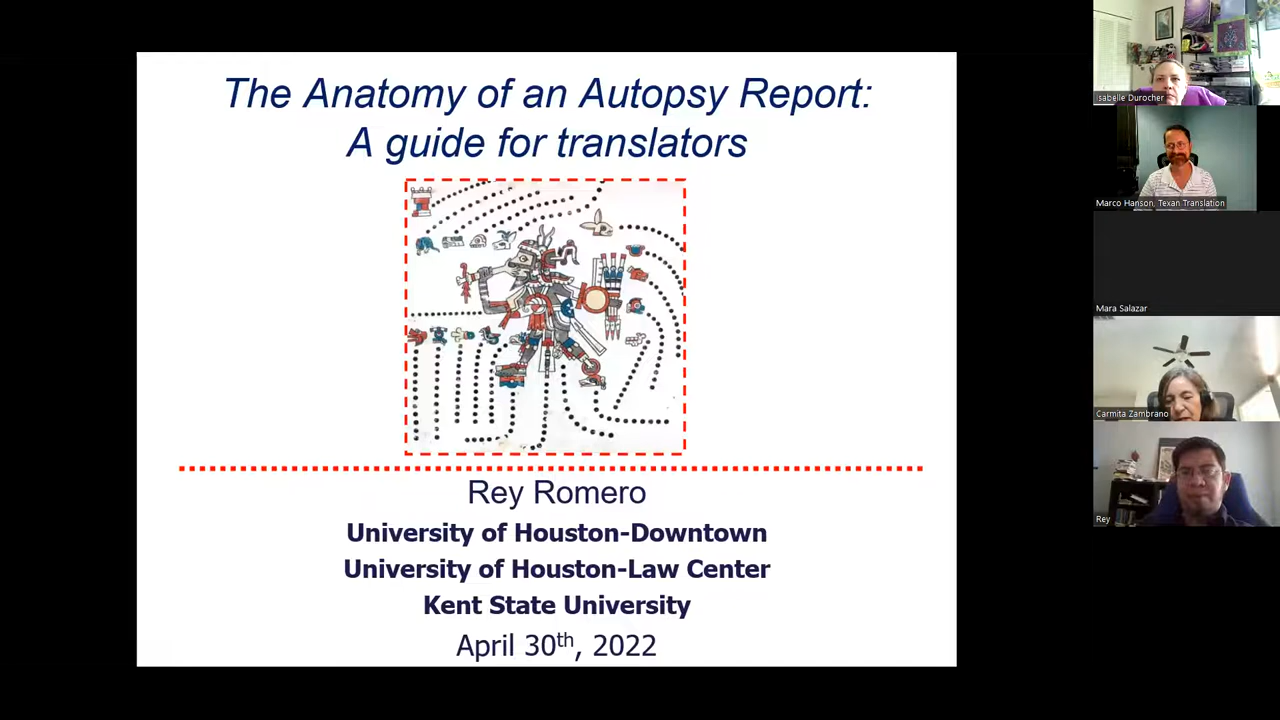 The Anatomy of an Autopsy Report:
A guide for translators
Rey Romero
University of Houston-Downtown
University of Houston-Law Center
Kent State University
April 30th, 2022
Isabelle Durocher
Marco Hanson, Texan Translation
Mara Salazar
Carmita Zambrano
Rey